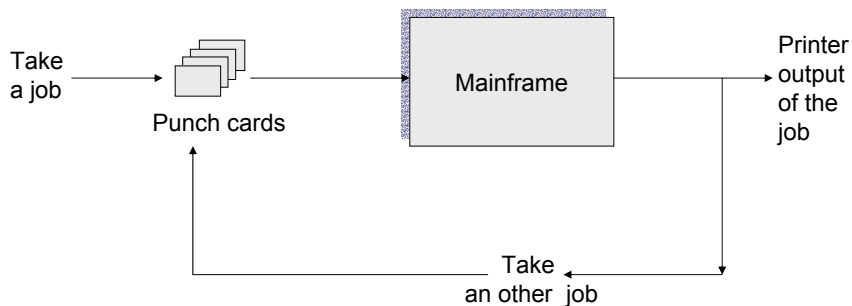 Take
a job
Punch cards
Mainframe
Printer
output
of the
job
Take
an other job